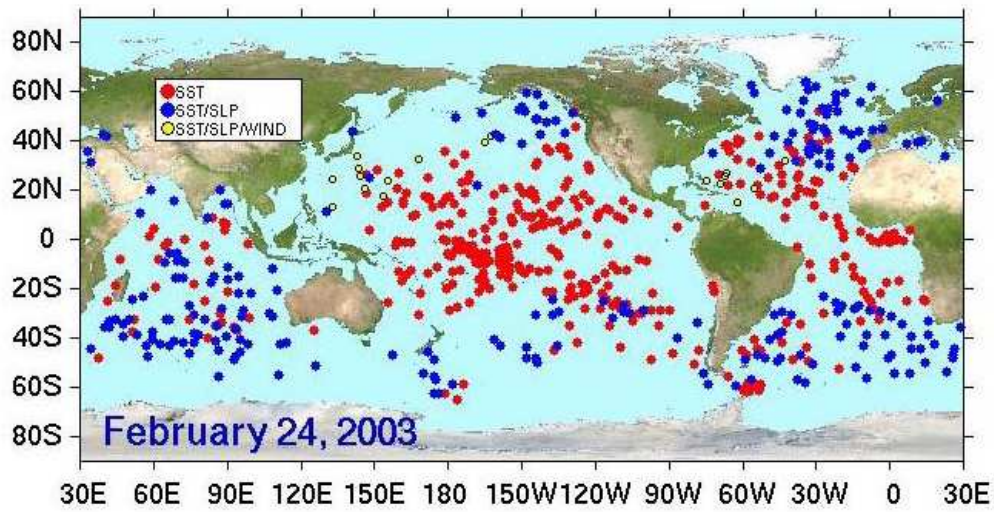 80N
60N
40N
20N
0
20S
40S
60S
80S
SST
SST/SLP
SST/SLP/WIND
February 24, 2003
30E 60E 90E 120E 150E 180 150W 120W 90W 60W 30W 0 30E